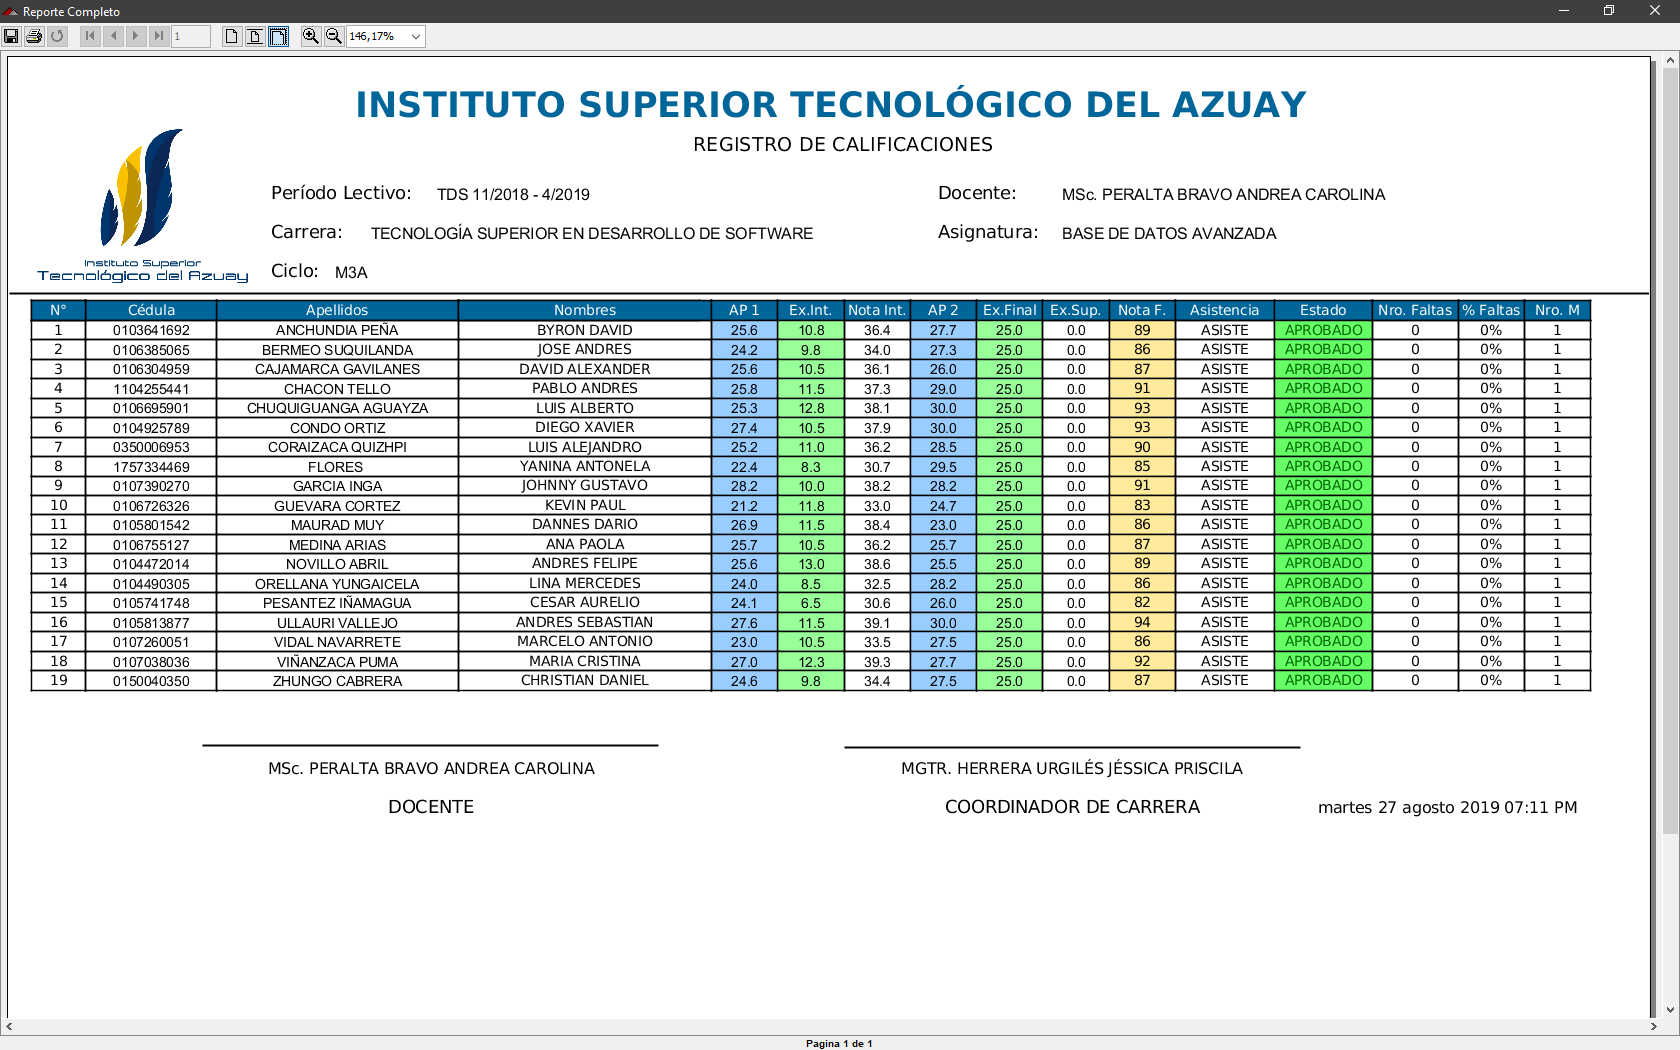 Reporte Completo
1
146,17%
INSTITUTO SUPERIOR TECNOLÓGICO DEL AZUAY
REGISTRO DE CALIFICACIONES
Período Lectivo: TDS 11/2018 - 4/2019 Docente: MSc. PERALTA BRAVO ANDREA CAROLINA
Carrera: TECNOLOGÍA SUPERIOR EN DESARROLLO DE SOFTWARE Asignatura: BASE DE DATOS AVANZADA
Instituto Superior
Tecnológico del Azuay
Ciclo: M3A
N° Cédula Apellidos Nombres AP 1 Ex.Int. Nota Int. AP 2 Ex.Final Ex.Sup. Nota F. Asistencia Estado Nro. Faltas % Faltas Nro. M
1 0103641692 ANCHUNDIA PEÑA BYRON DAVID 25.6 10.8 36.4 27.7 25.0 0.0 89 ASISTE APROBADO 0 0% 1
2 0106385065 BERMEO SUQUILANDA JOSE ANDRES 24.2 9.8 34.0 27.3 25.0 0.0 86 ASISTE APROBADO 0 0% 1
3 0106304959 CAJAMARCA GAVILANES DAVID ALEXANDER 25.6 10.5 36.1 26.0 25.0 0.0 87 ASISTE APROBADO 0 0% 1
4 1104255441 CHACON TELLO PABLO ANDRES 25.8 11.5 37.3 29.0 25.0 0.0 91 ASISTE APROBADO 0 0% 1
5 0106695901 CHUQUIGUANGA AGUAYZA LUIS ALBERTO 25.3 12.8 38.1 30.0 25.0 0.0 93 ASISTE APROBADO 0 0% 1
6 0104925789 CONDO ORTIZ DIEGO XAVIER 27.4 10.5 37.9 30.0 25.0 0.0 93 ASISTE APROBADO 0 0% 1
7 0350006953 CORAIZACA QUIZHPI LUIS ALEJANDRO 25.2 11.0 36.2 28.5 25.0 0.0 90 ASISTE APROBADO 0 0% 1
8 1757334469 FLORES YANINA ANTONELA 22.4 8.3 30.7 29.5 25.0 0.0 85 ASISTE APROBADO 0 0% 1
9 0107390270 GARCIA INGA JOHNNY GUSTAVO 28.2 10.0 38.2 28.2 25.0 0.0 91 ASISTE APROBADO 0 0% 1
10 0106726326 GUEVARA CORTEZ KEVIN PAUL 21.2 11.8 33.0 24.7 25.0 0.0 83 ASISTE APROBADO 0 0% 1
11 0105801542 MAURAD MUY DANNES DARIO 26.9 11.5 38.4 23.0 25.0 0.0 86 ASISTE APROBADO 0 0% 1
12 0106755127 MEDINA ARIAS ANA PAOLA 25.7 10.5 36.2 25.7 25.0 0.0 87 ASISTE APROBADO 0 0% 1
13 0104472014 NOVILLO ABRIL ANDRES FELIPE 25.6 13.0 38.6 25.5 25.0 0.0 89 ASISTE APROBADO 0 0% 1
14 0104490305 ORELLANA YUNGAICELA LINA MERCEDES 24.0 8.5 32.5 28.2 25.0 0.0 86 ASISTE APROBADO 0 0% 1
15 0105741748 PESANTEZ IÑAMAGUA CESAR AURELIO 24.1 6.5 30.6 26.0 25.0 0.0 82 ASISTE APROBADO 0 0% 1
16 0105813877 ULLAURI VALLEJO ANDRES SEBASTIAN 27.6 11.5 39.1 30.0 25.0 0.0 94 ASISTE APROBADO 0 0% 1
17 0107260051 VIDAL NAVARRETE MARCELO ANTONIO 23.0 10.5 33.5 27.5 25.0 0.0 86 ASISTE APROBADO 0 0% 1
18 0107038036 VIÑANZACA PUMA MARIA CRISTINA 27.0 12.3 39.3 27.7 25.0 0.0 92 ASISTE APROBADO 0 0% 1
19 0150040350 ZHUNGO CABRERA CHRISTIAN DANIEL 24.6 9.8 34.4 27.5 25.0 0.0 87 ASISTE APROBADO 0 0% 1
MSc. PERALTA BRAVO ANDREA CAROLINA MGTR. HERRERA URGILÉS JÉSSICA PRISCILA
DOCENTE COORDINADOR DE CARRERA martes 27 agosto 2019 07:11 PM
Pagina 1 de 1